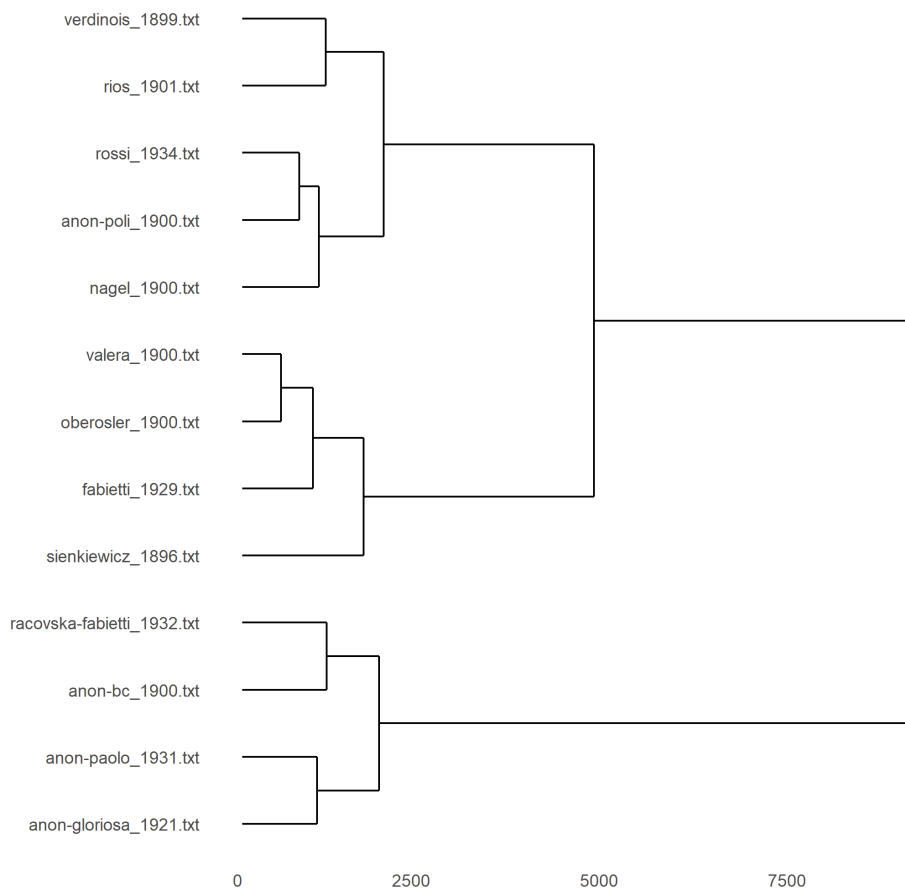 verdinois_1899.txt
rios_1901.txt
rossi_1934.txt
anon-poli_1900.txt
nagel_1900.txt
valera_1900.txt
oberosler_1900.txt
fabietti_1929.txt
sienkiewicz_1896.txt
racovska-fabietti_1932.txt
anon-bc_1900.txt
anon-paolo_1931.txt
anon-gloriosa_1921.txt
0 2500 5000 7500